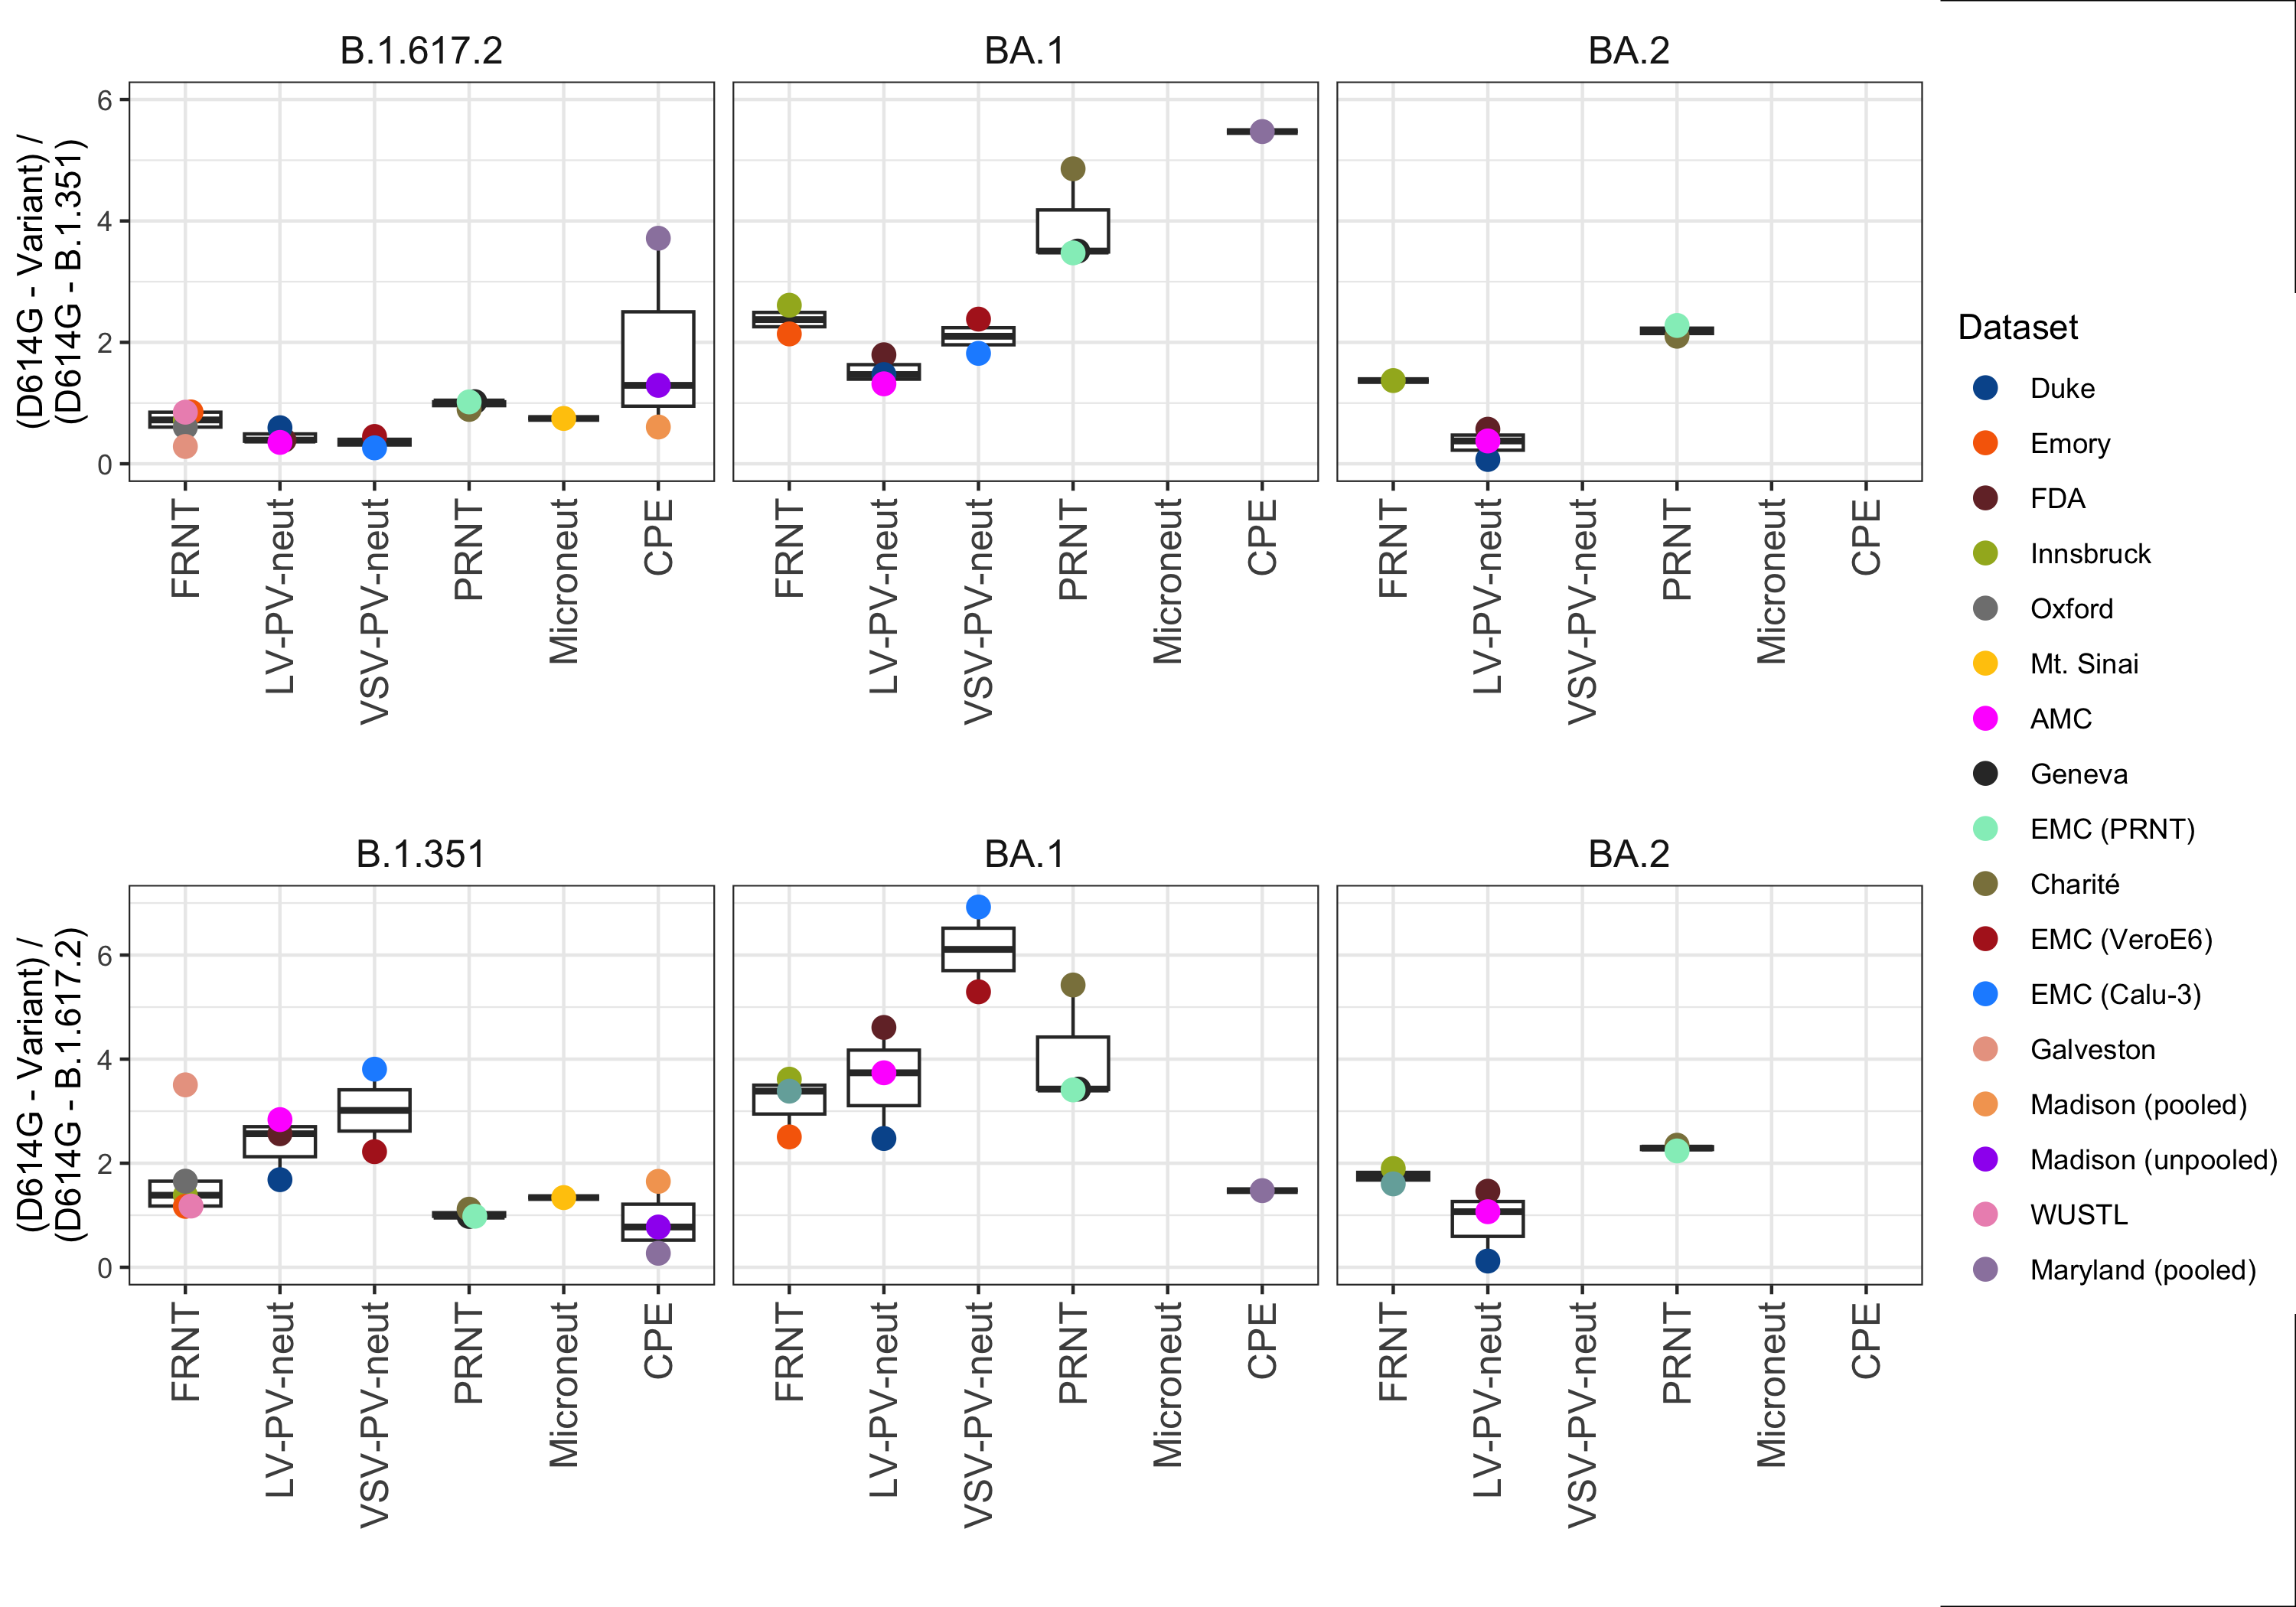 B.1.617.2
BA.1
BA.2
(D614G - Variant) /
(D614G - B.1.351)
6
4
2
0
FRNT
LV-PV-neut
VSV-PV-neut
PRNT
Microneut
CPE
FRNT
LV-PV-neut
VSV-PV-neut
PRNT
Microneut
CPE
FRNT
LV-PV-neut
VSV-PV-neut
PRNT
Microneut
CPE
B.1.351
BA.1
BA.2
(D614G - Variant) /
(D614G - B.1.617.2)
6
4
2
0
FRNT
LV-PV-neut
VSV-PV-neut
PRNT
Microneut
CPE
FRNT
LV-PV-neut
VSV-PV-neut
PRNT
Microneut
CPE
FRNT
LV-PV-neut
VSV-PV-neut
PRNT
Microneut
CPE
Dataset
Duke
Emory
FDA
Innsbruck
Oxford
Mt. Sinai
AMC
Geneva
EMC (PRNT)
Charité
EMC (VeroE6)
EMC (Calu-3)
Galveston
Madison (pooled)
Madison (unpooled)
WUSTL
Maryland (pooled)